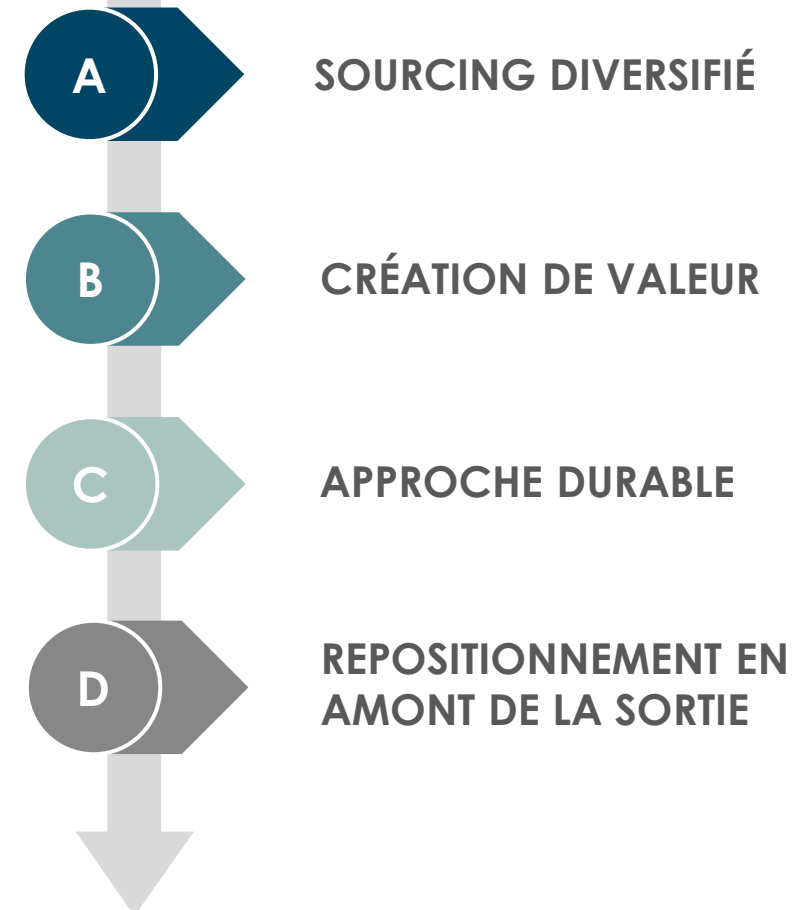 A
SOURCING DIVERSIFIÉ
B
CRÉATION DE VALEUR
C
APPROCHE DURABLE
D
REPOSITIONNEMENT EN
AMONT DE LA SORTIE